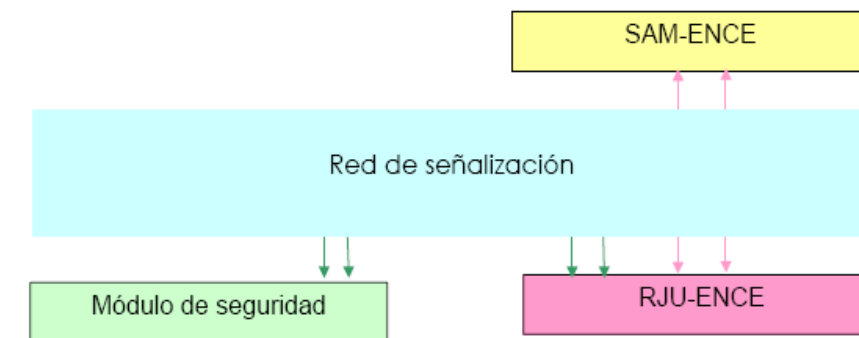 SAM-ENCE
Red de señalización
Módulo de seguridad
RJU-ENCE